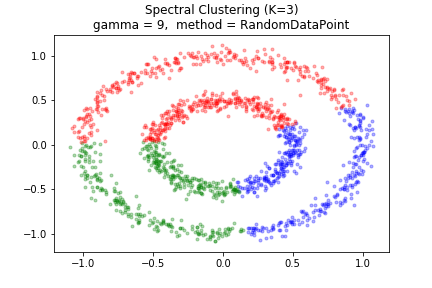 Spectral Clustering (K=3)
gamma = 9,  method = RandomDataPoint
1.0
0.5
0.0
−0.5
−1.0
−1.0 −0.5 0.0 0.5 1.0